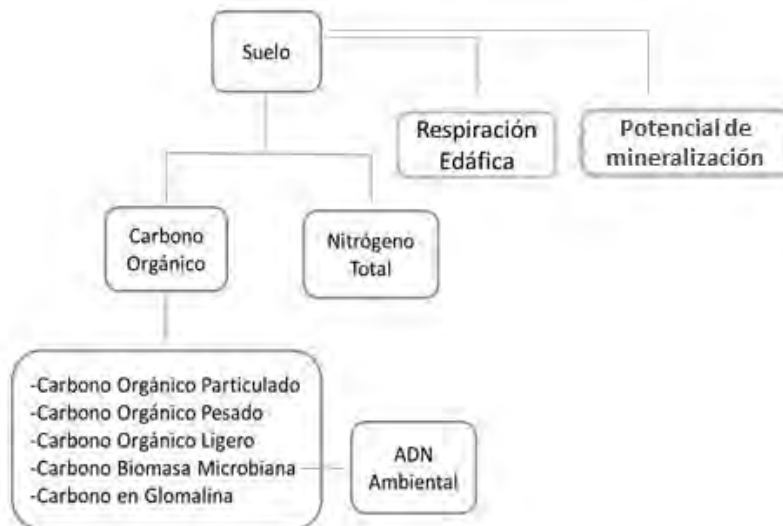 Suelo
Respiración
Edáfica
Potencial de
mineralización
Carbono
Orgánico
Nitrógeno
Total
-Carbono Orgánico Particulado
-Carbono Orgánico Pesado
-Carbono Orgánico Ligero
-Carbono Biomasa Microbiana
-Carbono en Glomalina
ADN
Ambiental